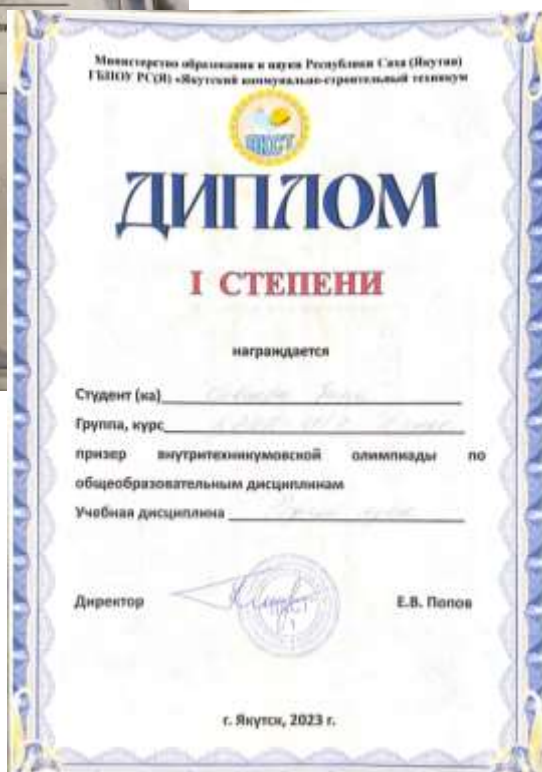 Министерство образования и науки Республики Саха (Якутия)
ГБПОУ РС(Я) «Якутский коммунально-строительный техникум
ЯКСТ
ДИПЛОМ
I СТЕПЕНИ
награждается
Студент (ка)
Группа, курс
призер внутритехникумовской олимпиады по
общеобразовательным дисциплинам
Учебная дисциплина
Директор Е.В. Попов
г. Якутск, 2023 г.